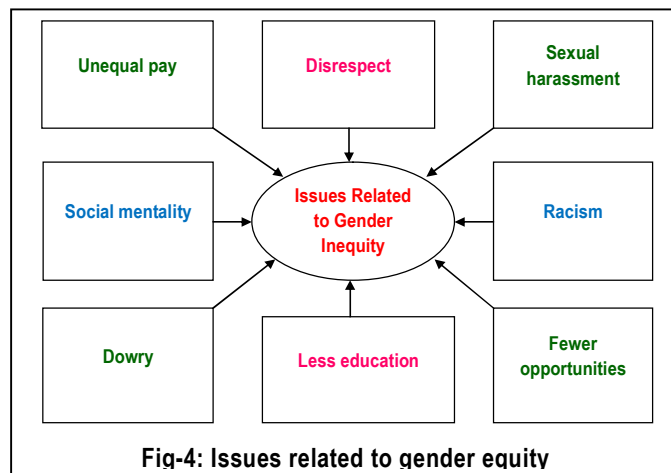 Unequal pay
Disrespect
Sexual
harassment
Social mentality
Issues Related
to Gender
Inequity
Racism
Dowry
Less education
Fewer
opportunities
Fig-4: Issues related to gender equity